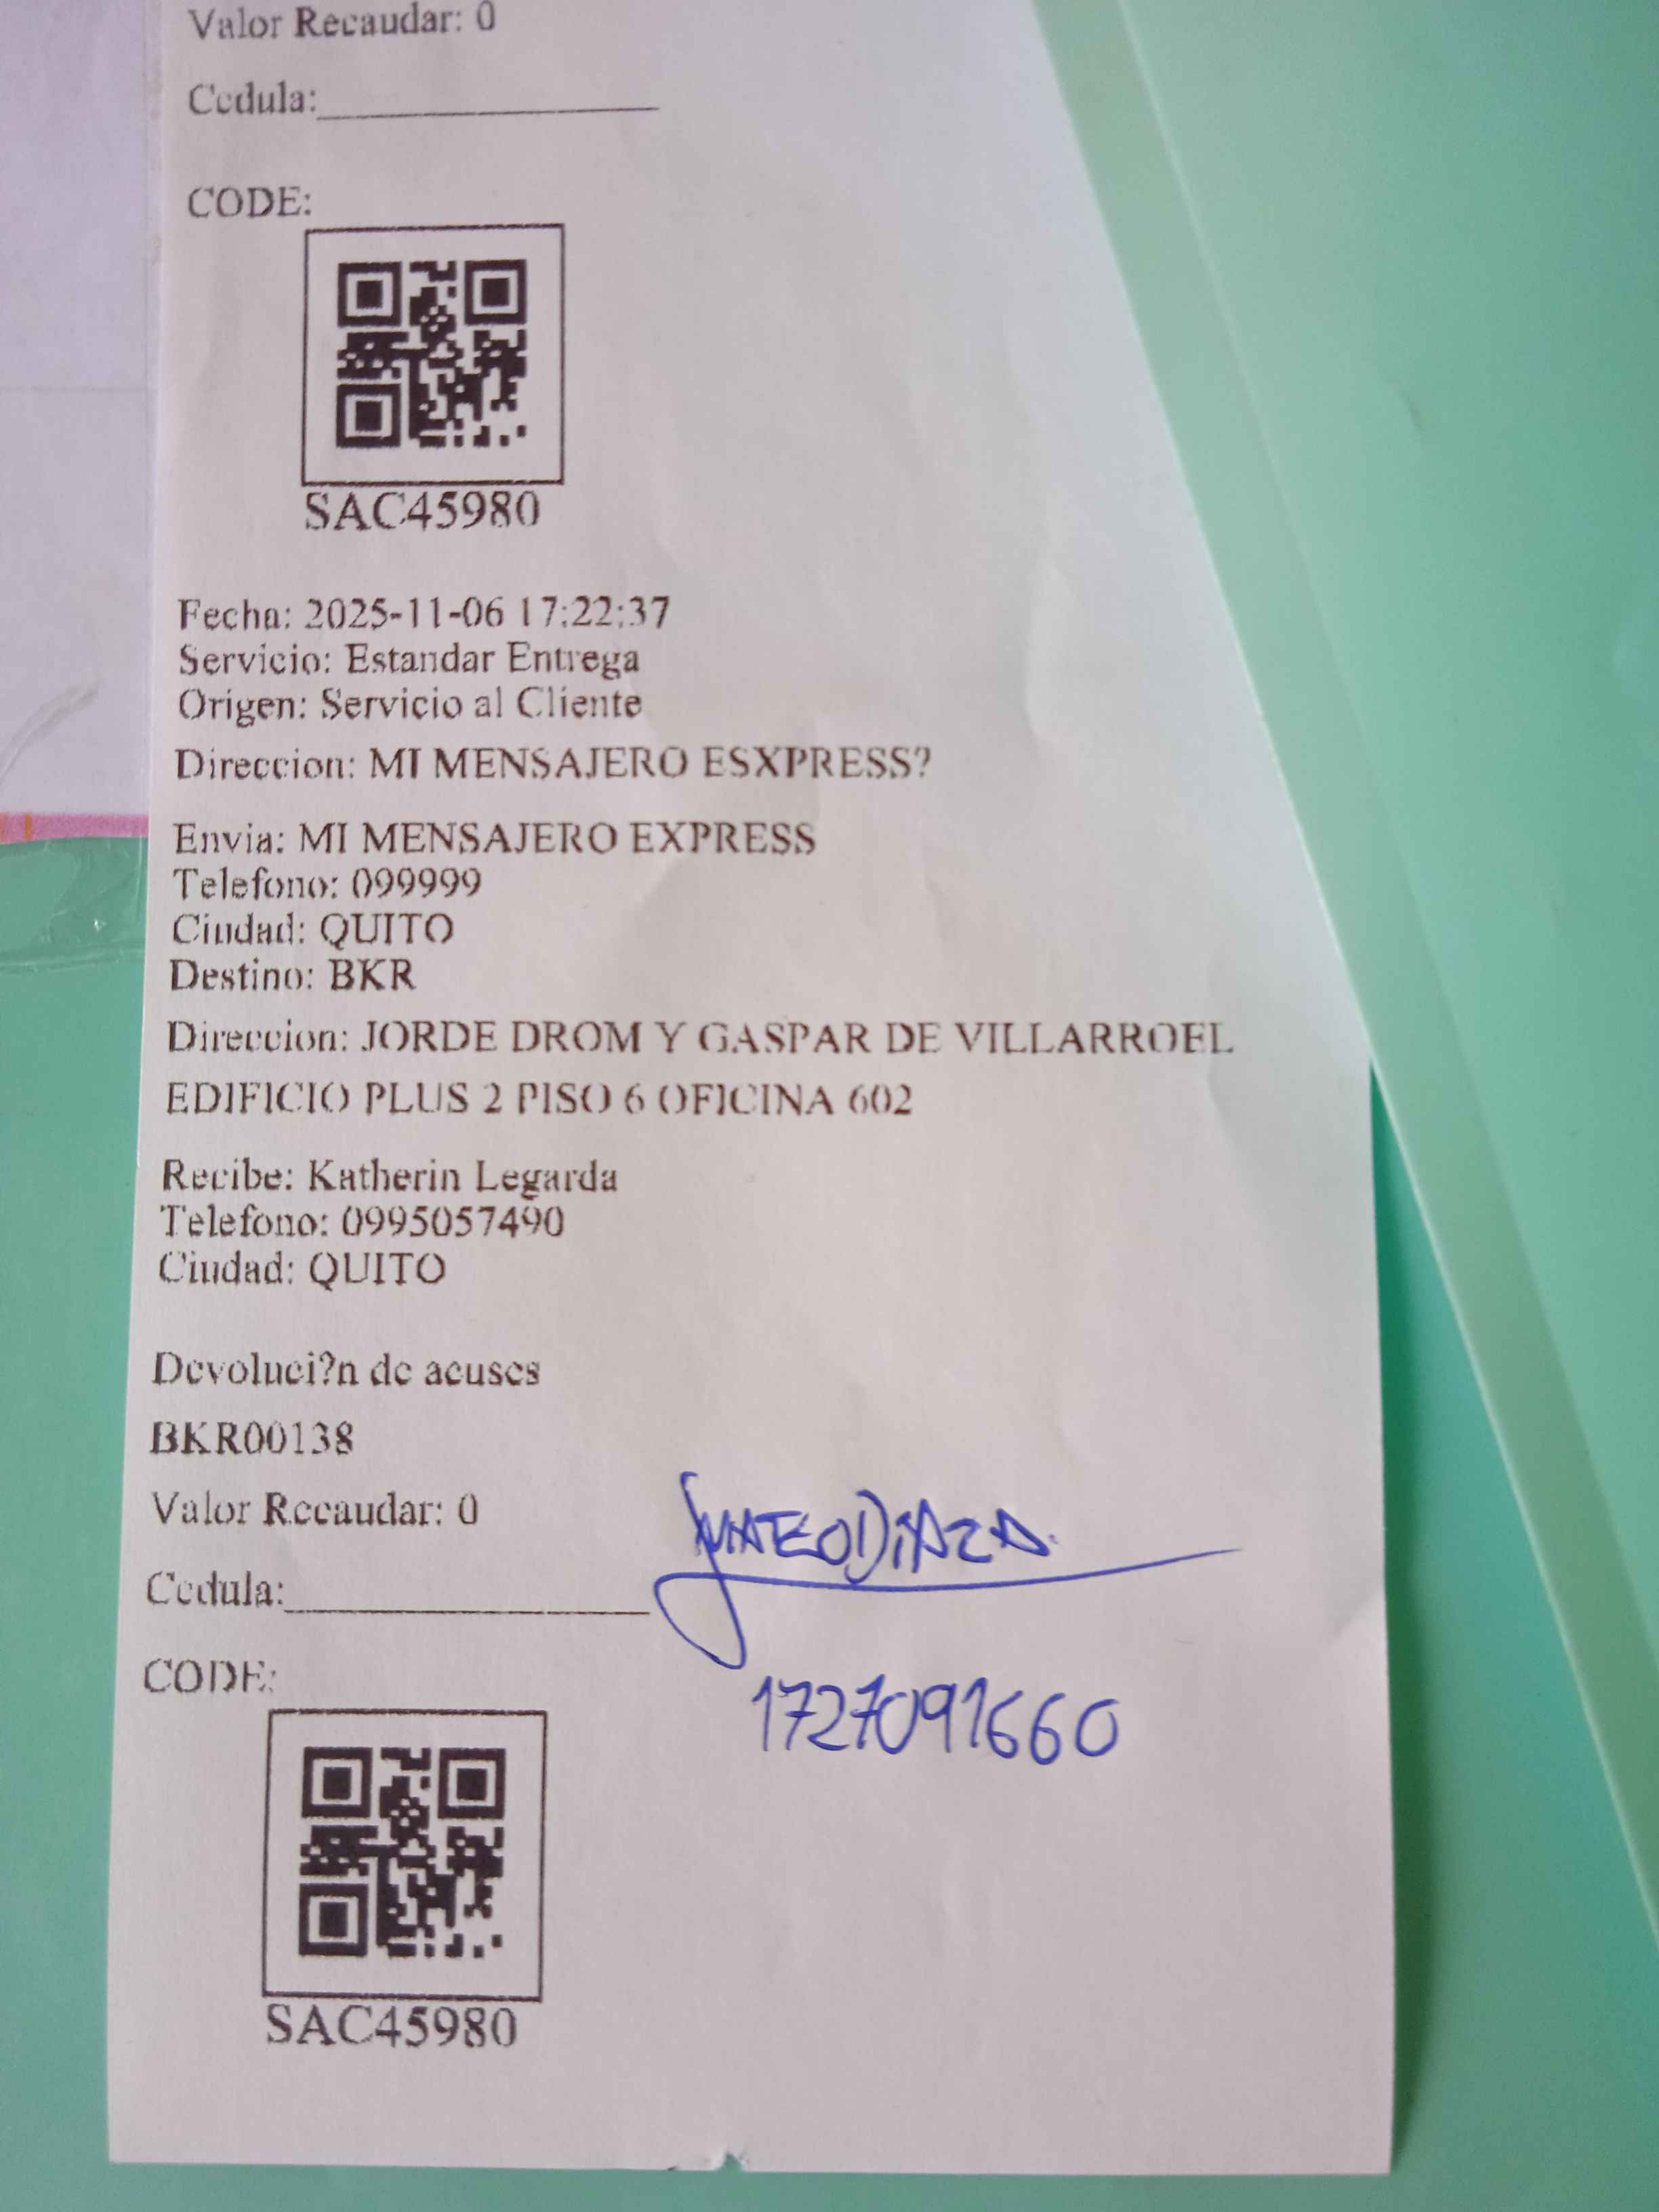 Valor Recaudar: 0
Cedula:
CODE:
SAC45980
Fecha: 2025-11-06 17:22:37
Servicio: Estandar Entrega
Origen: Servicio al Cliente
Direccion: MI MENSAJERO ESXPRESS?
Envia: MI MENSAJERO EXPRESS
Telefono: 099999
Ciudad: QUITO
Destino: BKR
Direccion: JORDE DROM Y GASPAR DE VILLARROEL
EDIFICIO PLUS 2 PISO 6 OFICINA 602
Recibe: Katherin Legarda
Telefono: 0995057490
Ciudad: QUITO
Devoluci?n de acuses
BKR00138
Valor Recaudar: 0
Cedula:
1727091660
CODE:
SAC45980